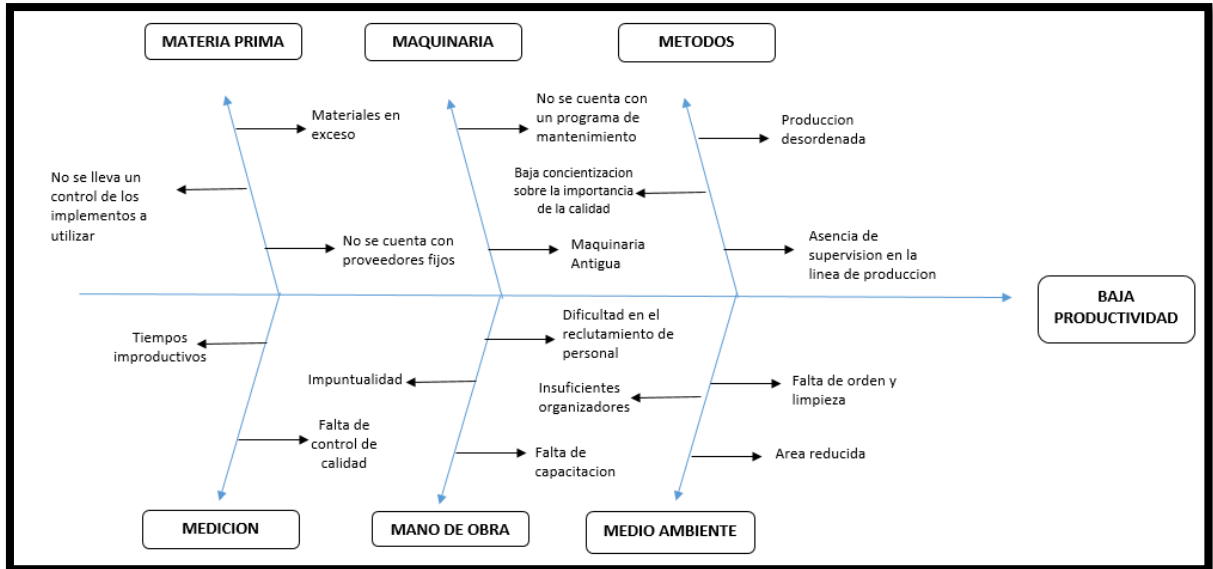 MATERIA PRIMA
MAQUINARIA
METODOS
Materiales en
exceso
No se lleva un
control de los
implementos a
utilizar
No se cuenta con
proveedores fijos
No se cuenta con
un programa de
mantenimiento
Baja concientizacion
sobre la importancia
de la calidad
Maquinaria
Antigua
Produccion
desordenada
Asencia de
supervision en la
linea de produccion
BAJA
PRODUCTIVIDAD
Tiempos
improductivos
Falta de
control de
calidad
Dificultad en el
reclutamiento de
personal
Impuntualidad
Falta de
capacitacion
Insuficientes
organizadores
Falta de orden y
limpieza
Area reducida
MEDICION
MANO DE OBRA
MEDIO AMBIENTE